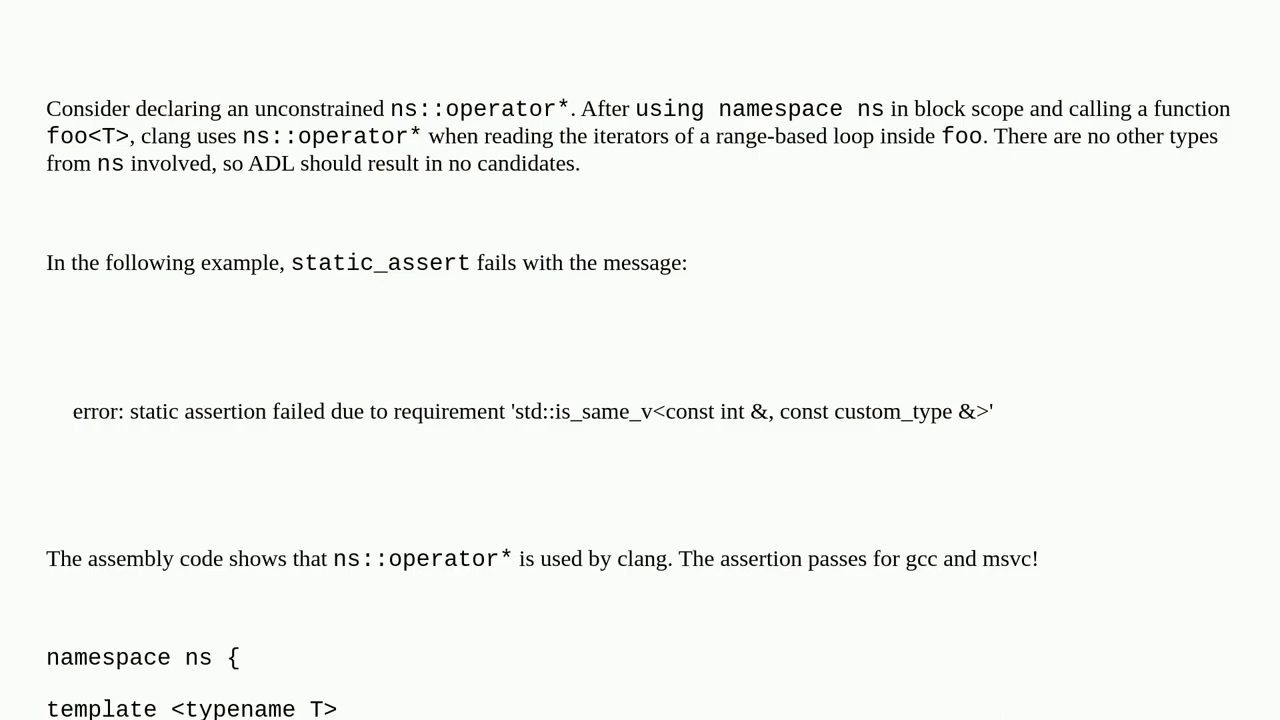 Consider declaring an unconstrained ns::operator*. After using namespace ns in block scope and calling a function
foo<T>, clang uses ns::operator* when reading the iterators of a range-based loop inside foo. There are no other types
from ns involved, so ADL should result in no candidates.
In the following example, static_assert fails with the message:
error: static assertion failed due to requirement 'std::is_same_v<const int &, const custom_type &>'
The assembly code shows that ns::operator* is used by clang. The assertion passes for gcc and msvc!
namespace ns {
template <typename T>